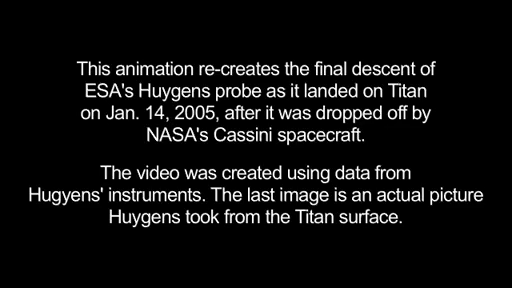 This animation re-creates the final descent of
ESA's Huygens probe as it landed on Titan
on Jan. 14, 2005, after it was dropped off by
NASA's Cassini spacecraft.
The video was created using data from
Hugyens' instruments. The last image is an actual picture
Huygens took from the Titan surface.